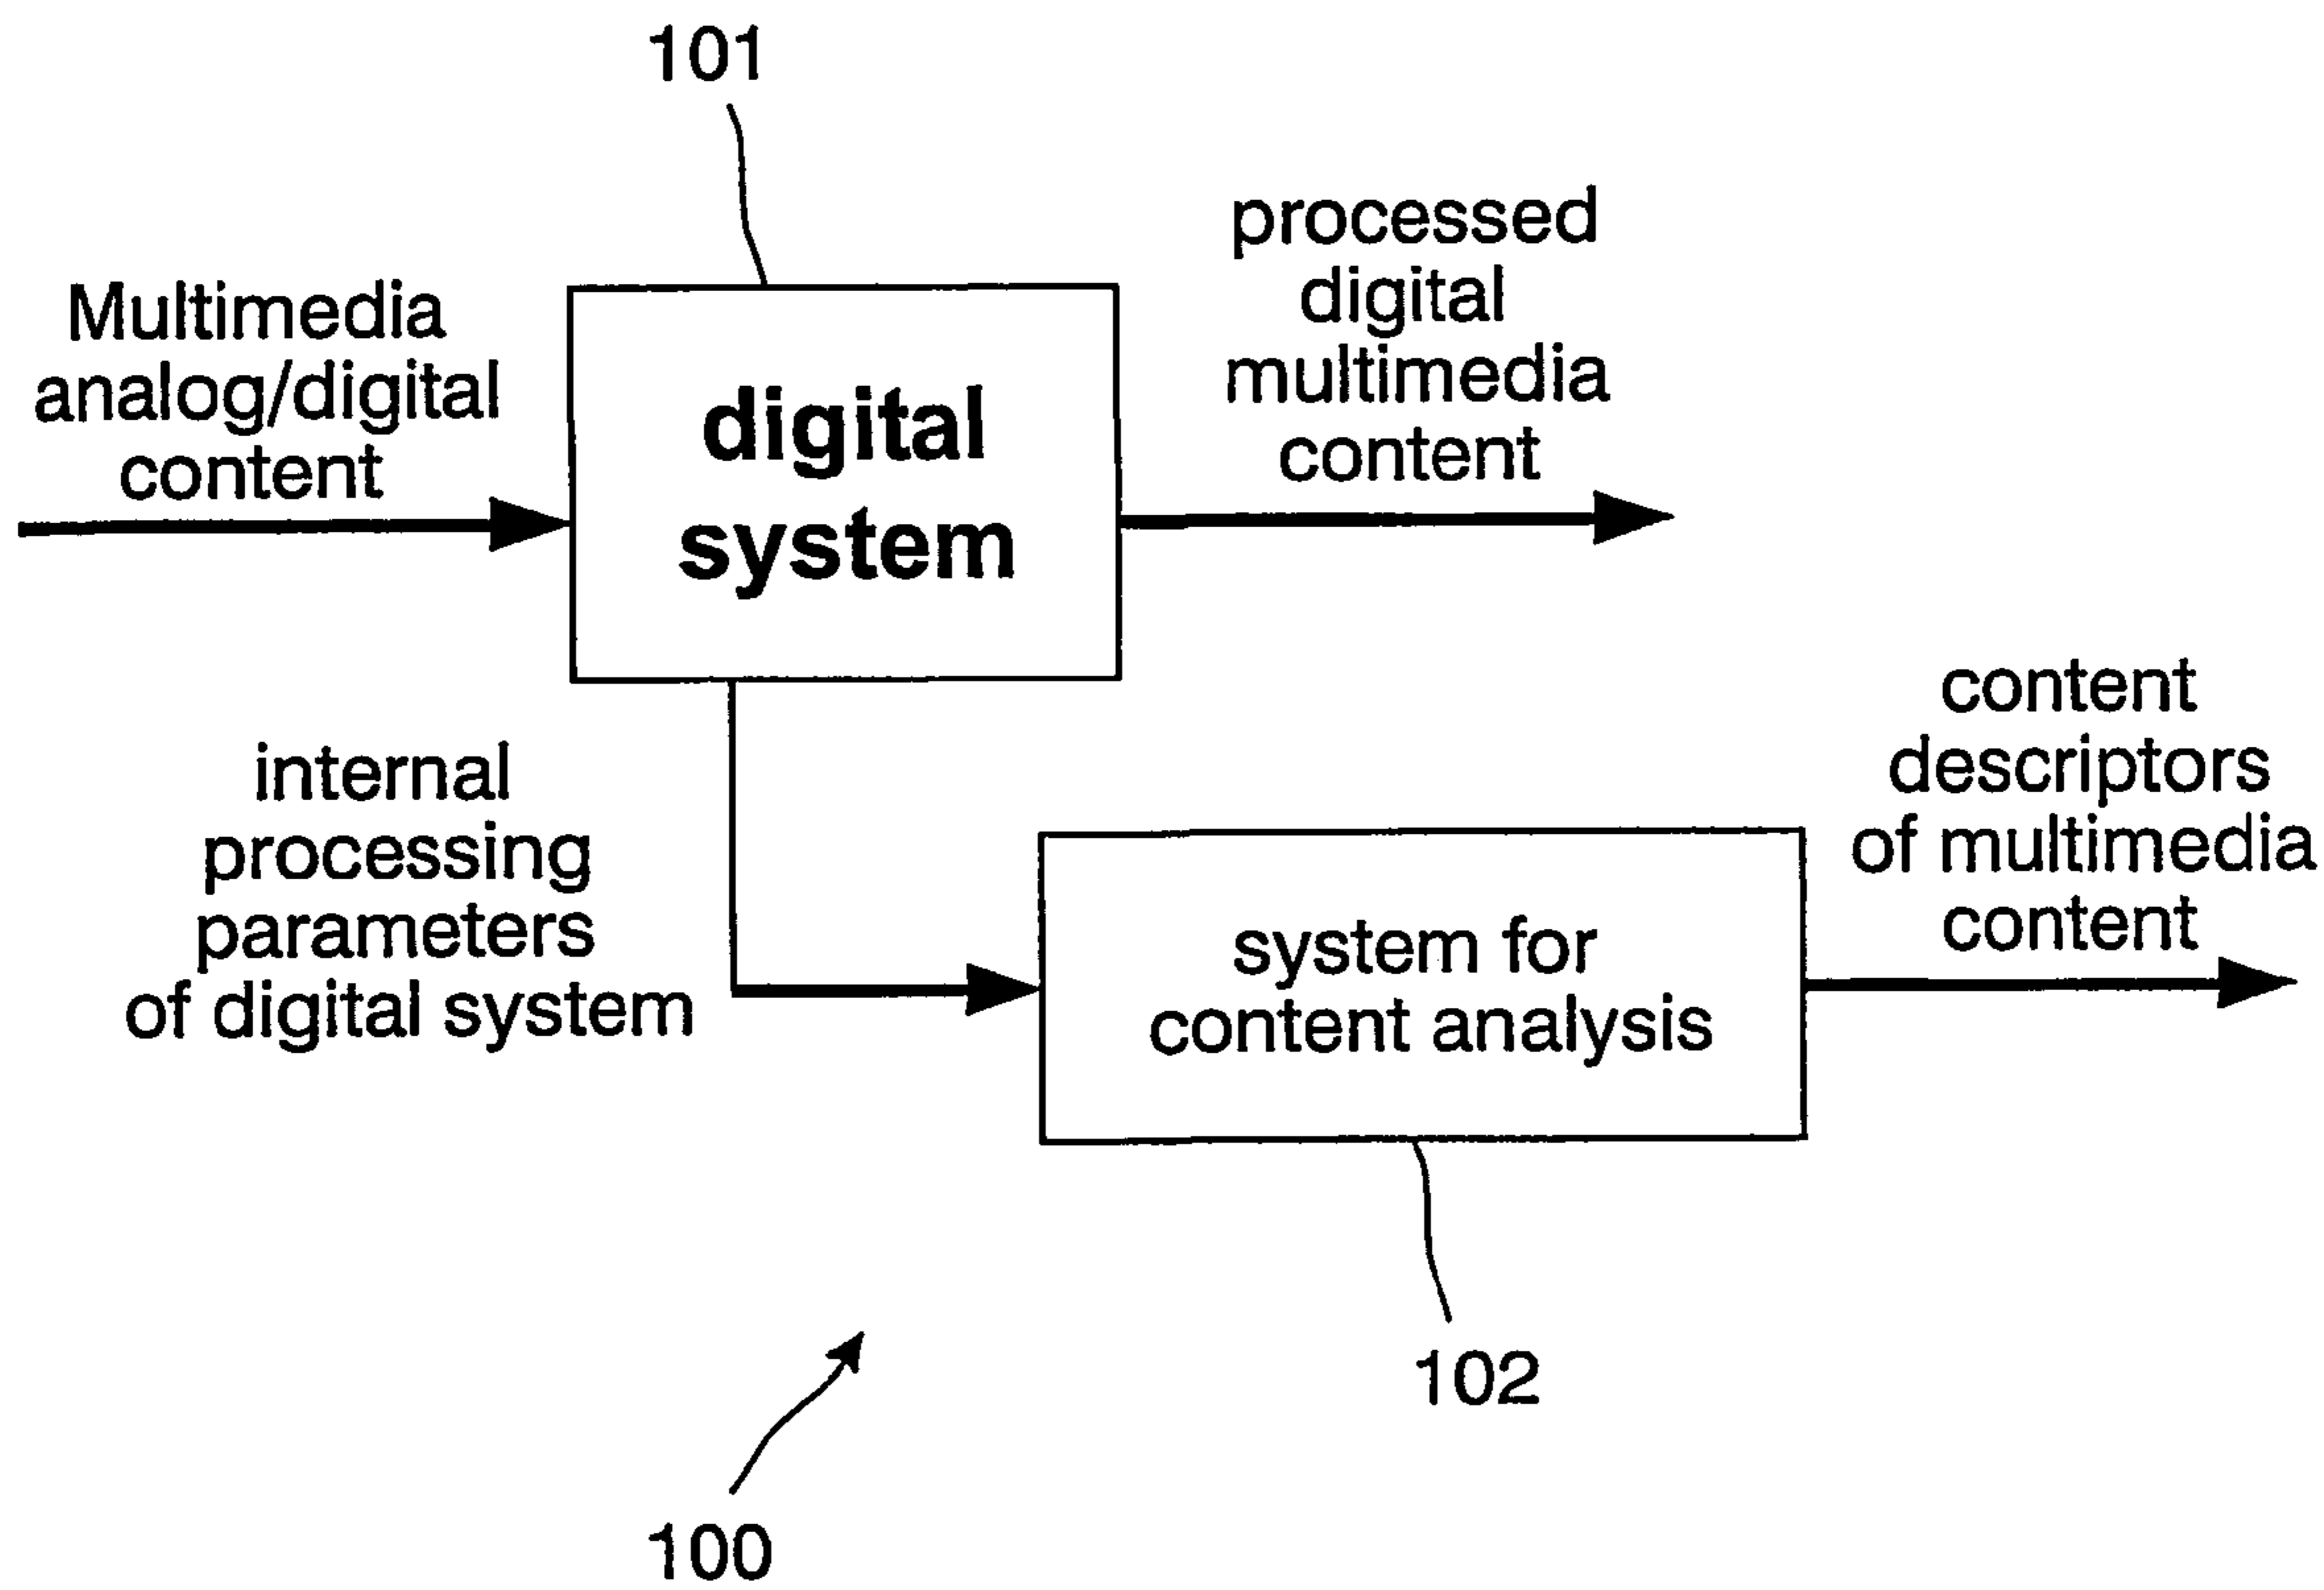 101
Multimedia
analog/digital
content
digital
system
processed
digital
multimedia
content
internal
processing
parameters
of digital system
system for
content analysis
content
descriptors
of multimedia
content
102
100